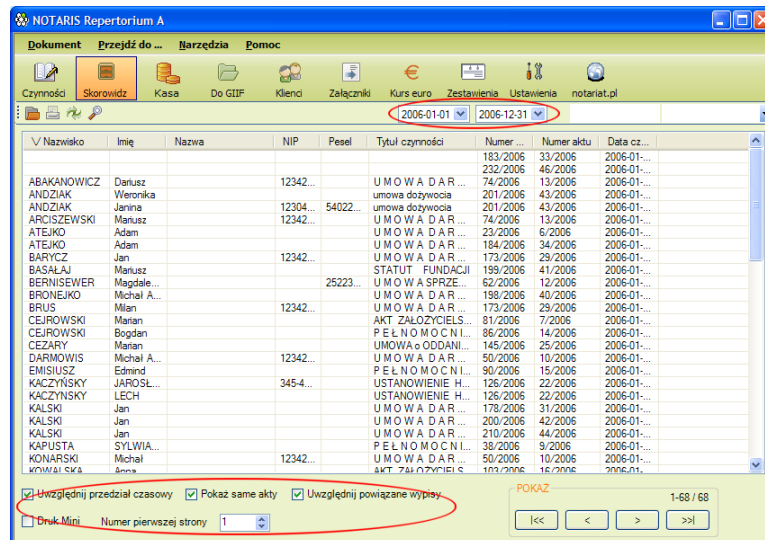 NOTARIS Repertorium A
Dokument Przejdź do ... Narzędzia Pomoc
Czynności Skorowidz Kasa Do GIIF Klienci Załączniki Kurs euro Zestawienia Ustawienia notariat.pl
2006-01-01 2006-12-31
Nazwisko Imię Nazwa NIP Pesel Tytuł czynności Numer ... Numer aktu Data cz...
183/2006 33/2006 2006-01-...
232/2006 46/2006 2006-01-...
ABAKANOWICZ Dariusz 12342... U M O W A D A R ... 74/2006 13/2006 2006-01-...
ANDZIAK Weronika umowa dożywocia 201/2006 43/2006 2006-01-...
ANDZIAK Janina 12304... 54022... umowa dożywocia 201/2006 43/2006 2006-01-...
ARCISZEWSKI Mariusz 12342... U M O W A D A R ... 74/2006 13/2006 2006-01-...
ATEJKO Adam U M O W A D A R ... 23/2006 6/2006 2006-01-...
ATEJKO Adam U M O W A D A R ... 184/2006 34/2006 2006-01-...
BARYCZ Jan 12342... U M O W A D A R ... 173/2006 29/2006 2006-01-...
BASAŁAJ Mariusz STATUT FUNDACJI 199/2006 41/2006 2006-01-...
BERNISEWER Magdale... 25223... U M O W A SPRZE... 62/2006 12/2006 2006-01-...
BRONEJKO Michał A... U M O W A D A R ... 198/2006 40/2006 2006-01-...
BRUS Milan 12342... U M O W A D A R ... 173/2006 29/2006 2006-01-...
CEJROWSKI Marian AKT ZAŁOŻYCIELS... 81/2006 7/2006 2006-01-...
CEJROWSKI Bogdan P E Ł N O M O C N I... 86/2006 14/2006 2006-01-...
CEZARY Marian UMOWA o ODDANI... 145/2006 25/2006 2006-01-...
DARMOWIS Michał A... 12342... U M O W A D A R ... 50/2006 10/2006 2006-01-...
EMISIUSZ Edmind P E Ł N O M O C N I... 90/2006 15/2006 2006-01-...
KACZYŃSKY JAROSŁ... 345-4... USTANOWIENIE H... 126/2006 22/2006 2006-01-...
KACZYNSKY LECH USTANOWIENIE H... 126/2006 22/2006 2006-01-...
KALSKI Jan U M O W A D A R ... 178/2006 31/2006 2006-01-...
KALSKI Jan U M O W A D A R ... 200/2006 42/2006 2006-01-...
KALSKI Jan U M O W A D A R ... 210/2006 44/2006 2006-01-...
KAPUSTA SYLWIA... P E Ł N O M O C N I... 38/2006 9/2006 2006-01-...
KONARSKI Michał 12342... U M O W A D A R ... 50/2006 10/2006 2006-01-...
KOWALSKA Anna AKT ZAŁOŻYCIELS... 103/2006 16/2006 2006-01-...
Uwzględnij przedział czasowy Pokaż same akty Uwzględnij powiązane wypisy
POKAŻ
1-68 / 68
Druk Mini Numer pierwszej strony 1
|<< < > >>|